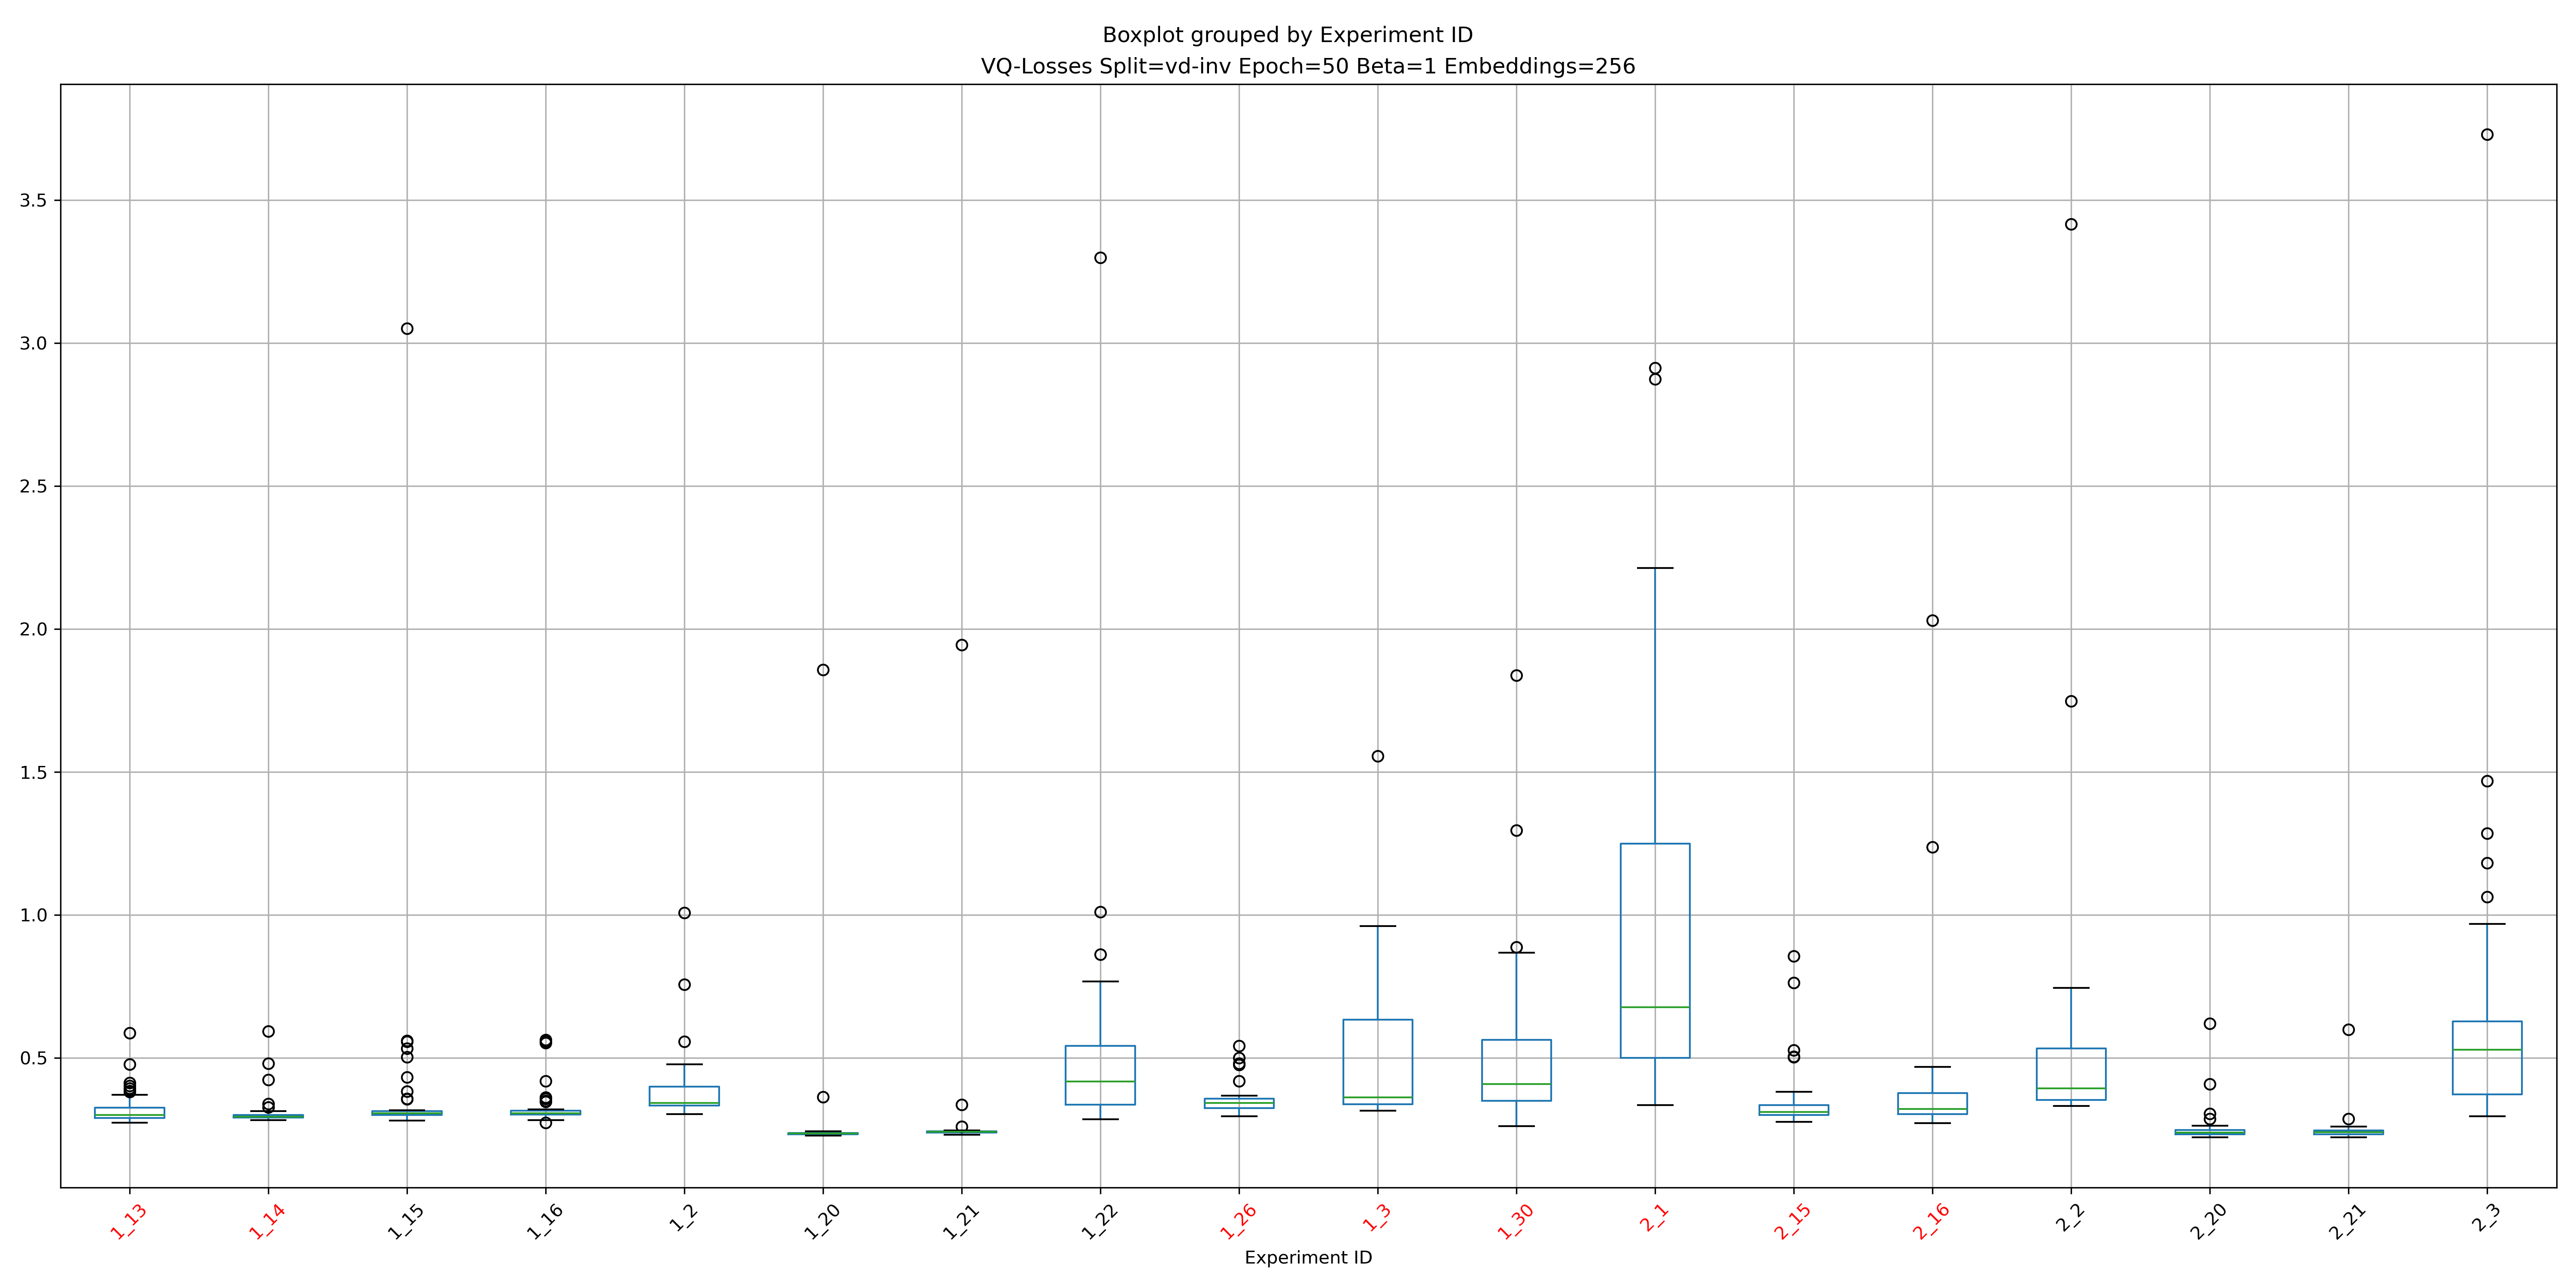 Boxplot grouped by Experiment ID
VQ-Losses Split=vd-inv Epoch=50 Beta=1 Embeddings=256
3.5
3.0
2.5
2.0
1.5
1.0
0.5
1_13 1_14 1_15 1_16 1_2 1_20 1_21 1_22 1_26 1_3 1_30 2_1 2_15 2_16 2_2 2_20 2_21 2_3
Experiment ID